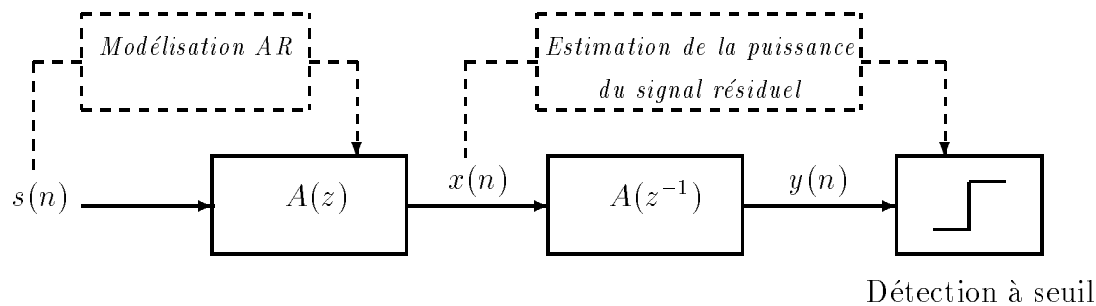 Modélisation AR
Estimation de la puissance
du signal résiduel
s(n)
A(z)
x(n)
A(z⁻¹)
y(n)
Détection à seuil